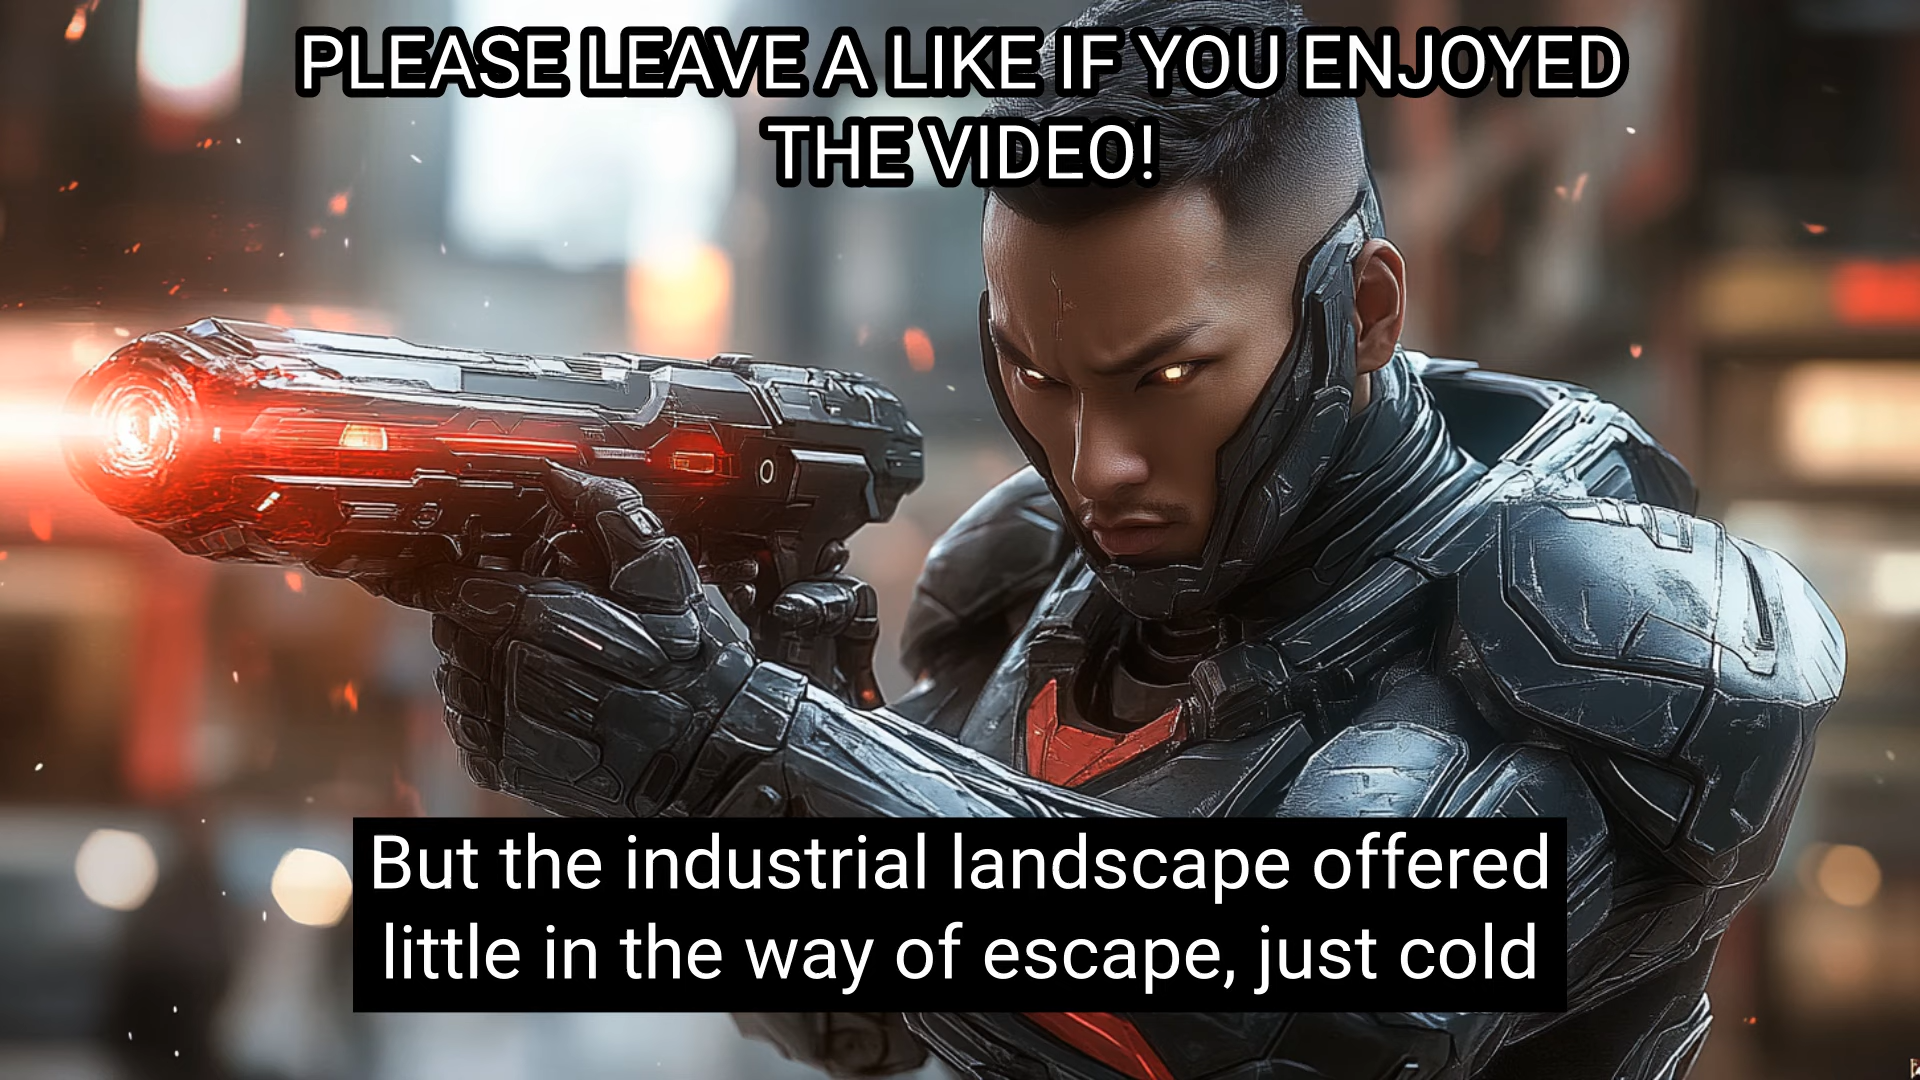 PLEASE LEAVE A LIKE IF YOU ENJOYED
THE VIDEO!
But the industrial landscape offered
little in the way of escape, just cold